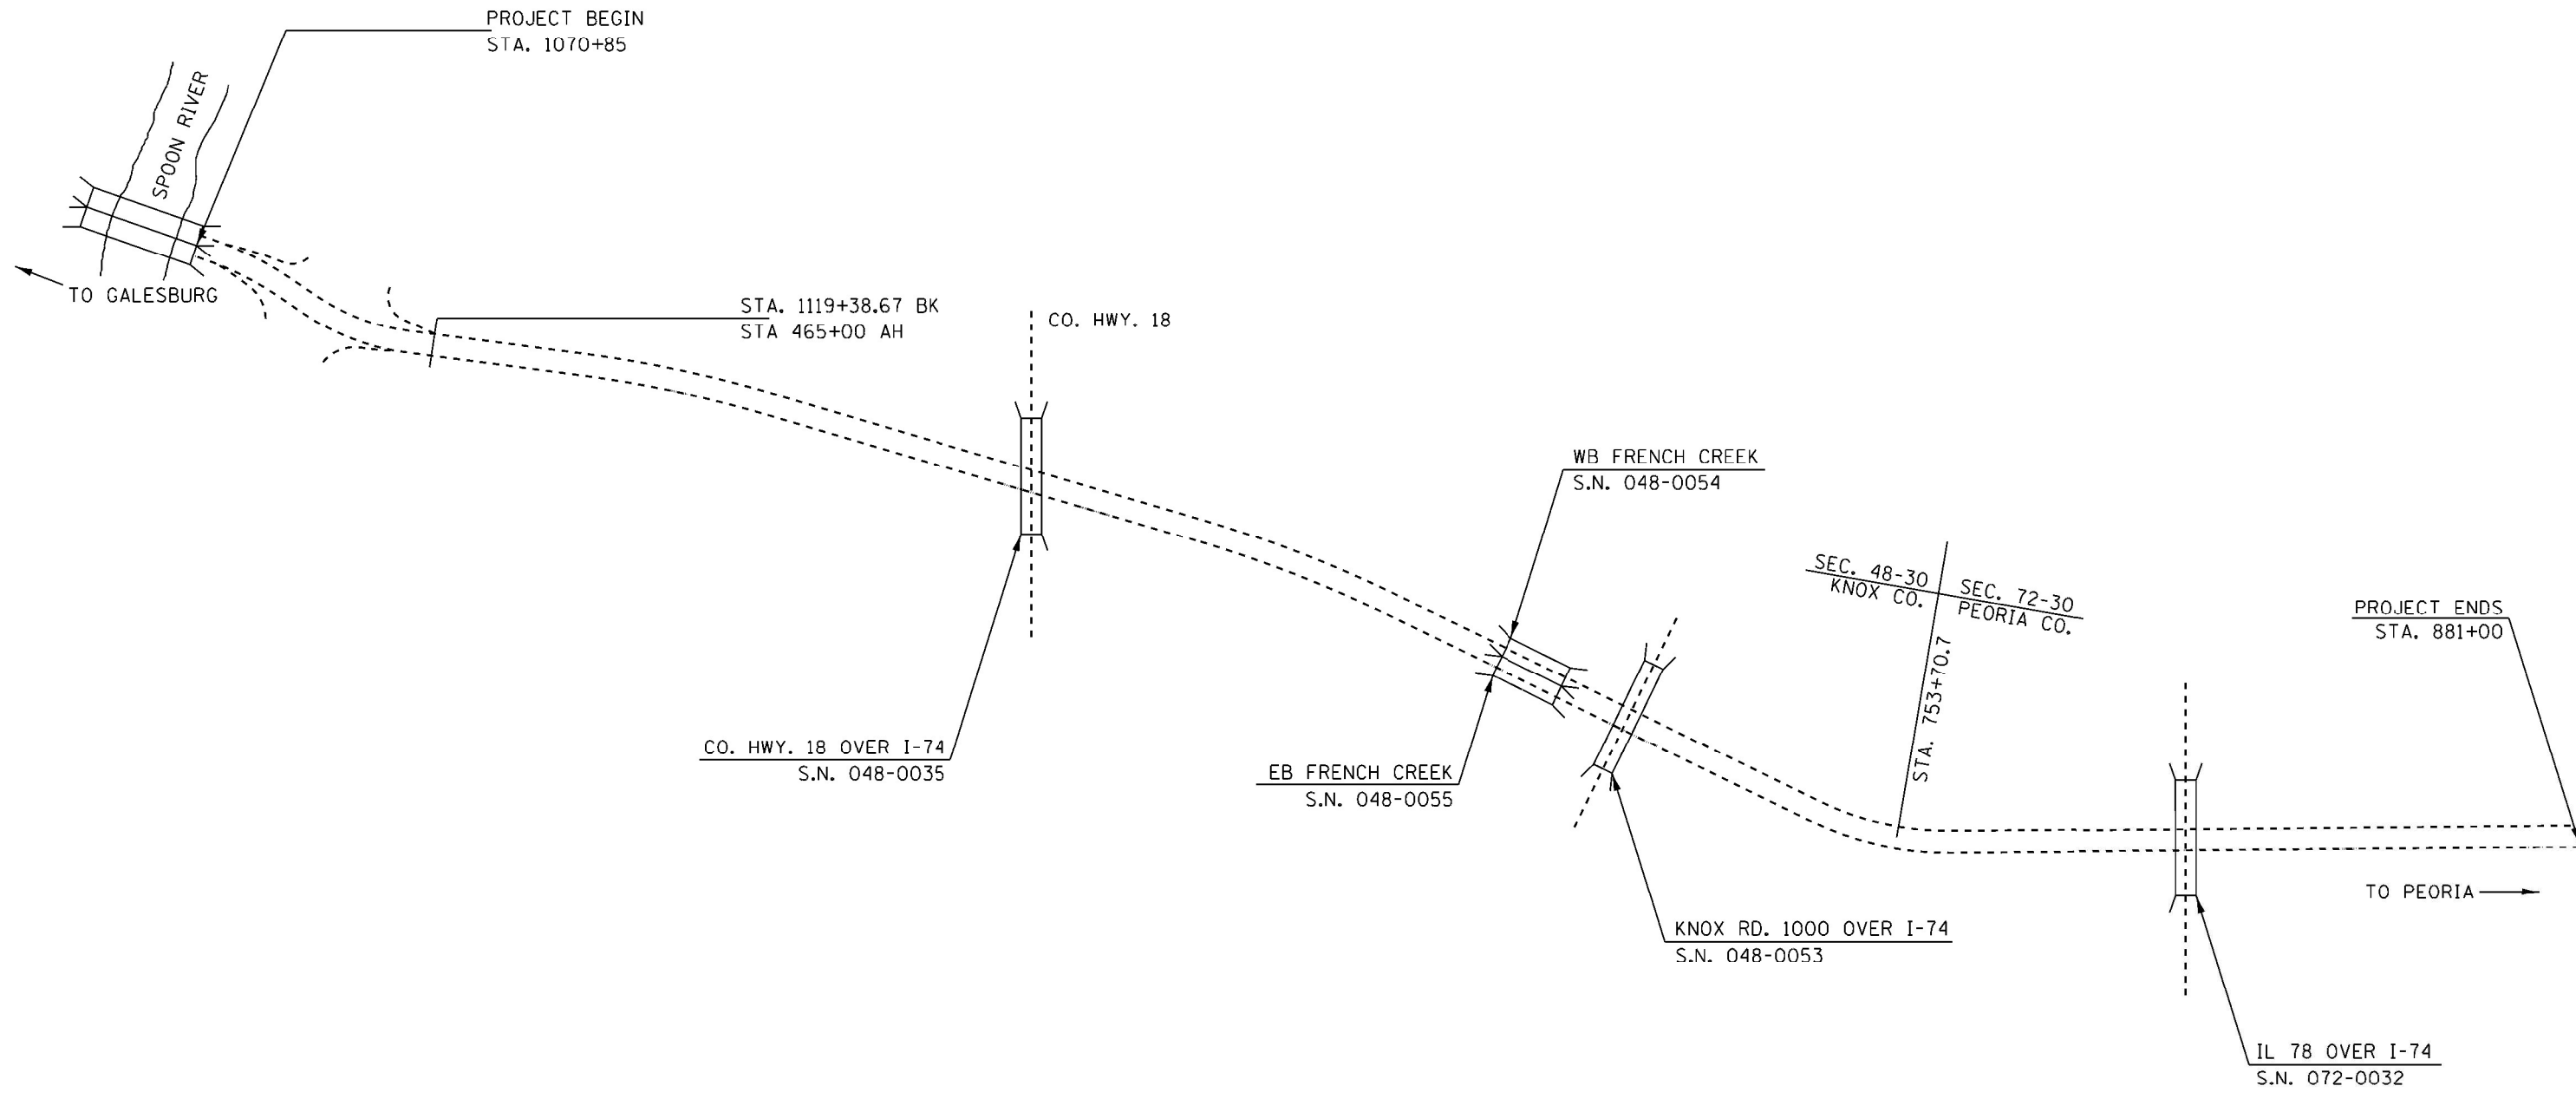 PROJECT BEGIN
STA. 1070+85
SPOON RIVER
TO GALESBURG
STA. 1119+38.67 BK
STA 465+00 AH
CO. HWY. 18
CO. HWY. 18 OVER I-74
S.N. 048-0035
WB FRENCH CREEK
S.N. 048-0054
EB FRENCH CREEK
S.N. 048-0055
KNOX RD. 1000 OVER I-74
S.N. 048-0053
SEC. 48-30
KNOX CO.
SEC. 72-30
PEORIA CO.
STA. 753+70.7
PROJECT ENDS
STA. 881+00
TO PEORIA
IL 78 OVER I-74
S.N. 072-0032